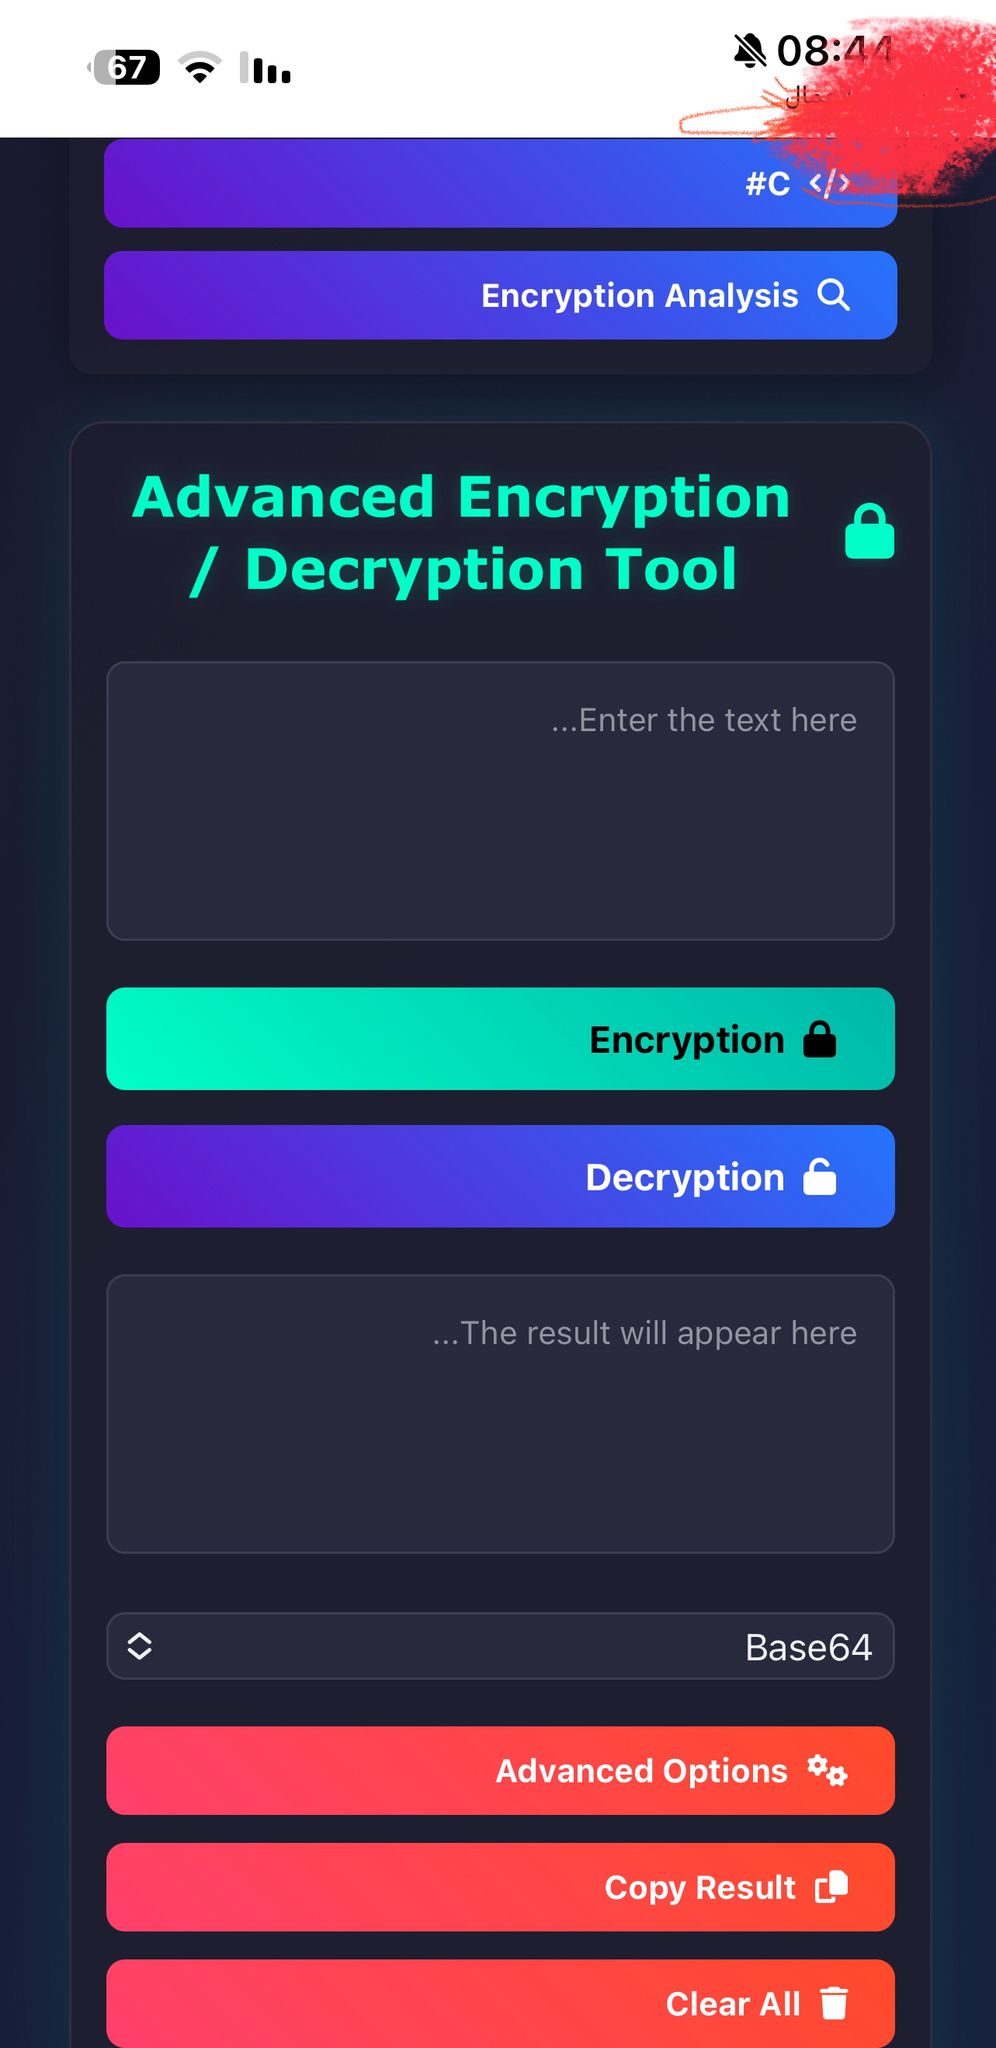 67
08:44
#C </>
Encryption Analysis
Advanced Encryption
/ Decryption Tool
...Enter the text here
Encryption
Decryption
...The result will appear here
Base64
Advanced Options
Copy Result
Clear All